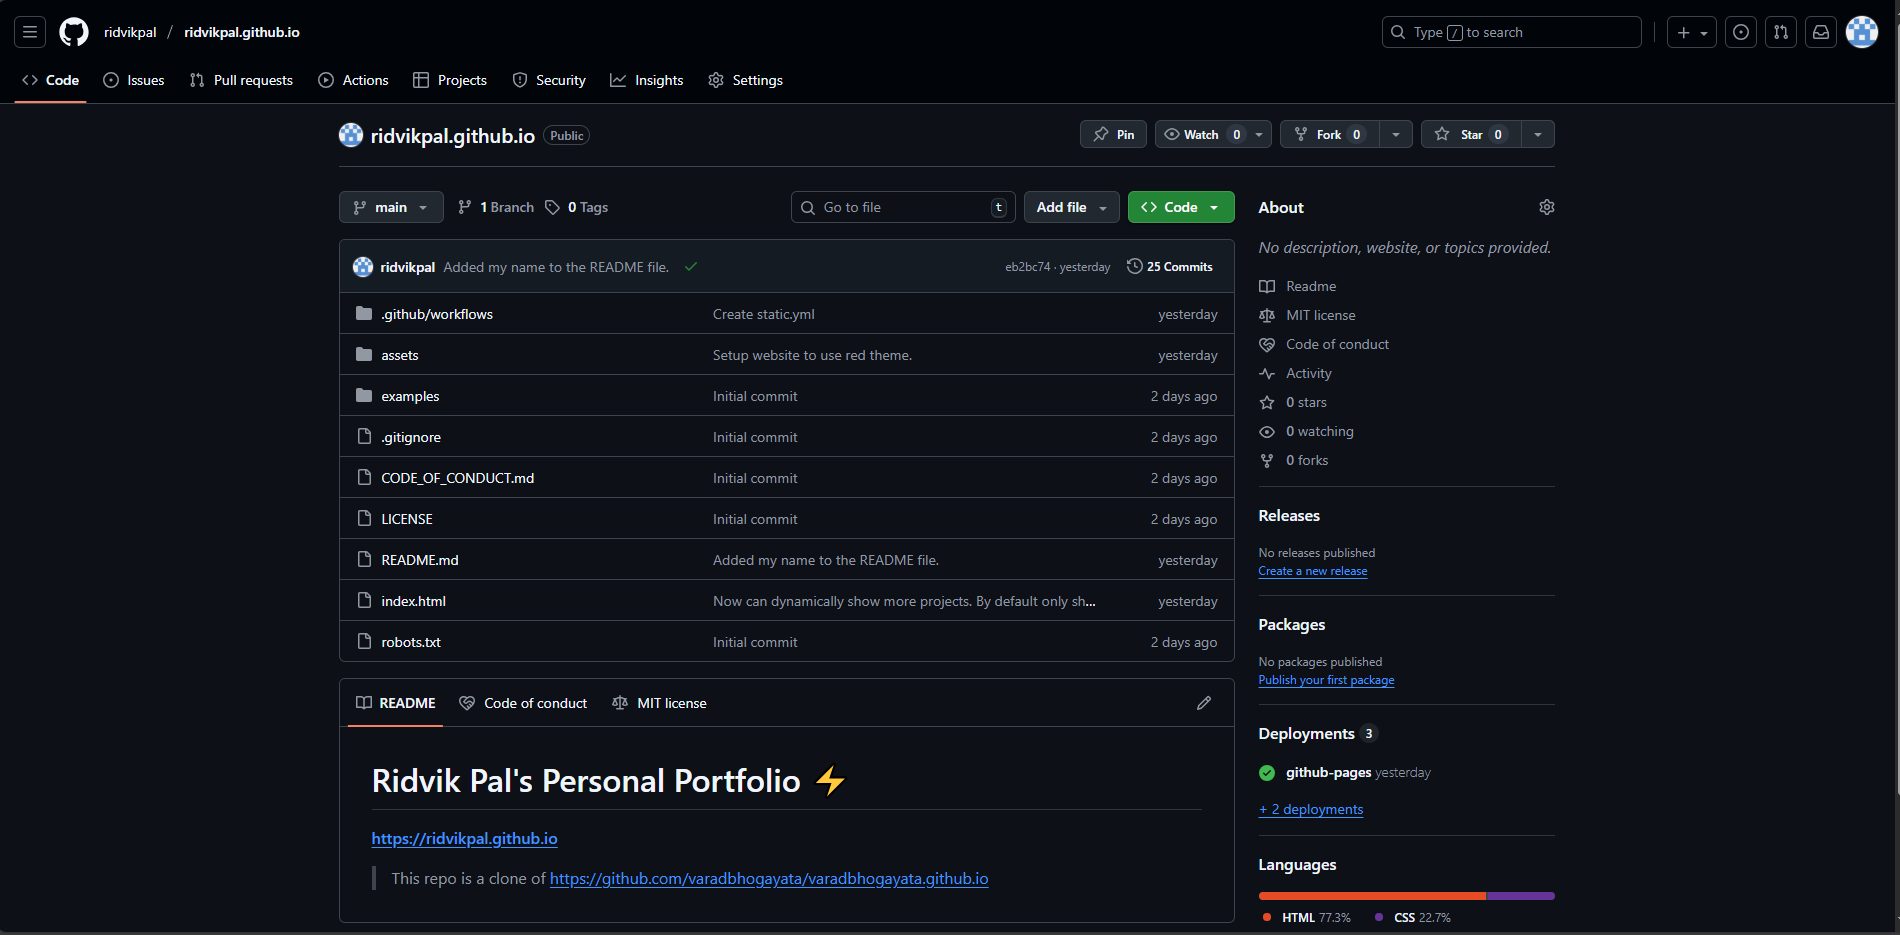 ridvikpal / ridvikpal.github.io
Type / to search
Code Issues Pull requests Actions Projects Security Insights Settings
ridvikpal.github.io Public
Pin Watch 0 Fork 0 Star 0
main 1 Branch 0 Tags
Go to file t Add file Code
ridvikpal Added my name to the README file. eb2bc74 · yesterday 25 Commits
.github/workflows Create static.yml yesterday
assets Setup website to use red theme. yesterday
examples Initial commit 2 days ago
.gitignore Initial commit 2 days ago
CODE_OF_CONDUCT.md Initial commit 2 days ago
LICENSE Initial commit 2 days ago
README.md Added my name to the README file. yesterday
index.html Now can dynamically show more projects. By default only sh... yesterday
robots.txt Initial commit 2 days ago
README Code of conduct MIT license
Ridvik Pal's Personal Portfolio ⚡
https://ridvikpal.github.io
This repo is a clone of https://github.com/varadbhogayata/varadbhogayata.github.io
About
No description, website, or topics provided.
Readme
MIT license
Code of conduct
Activity
0 stars
0 watching
0 forks
Releases
No releases published
Create a new release
Packages
No packages published
Publish your first package
Deployments 3
github-pages yesterday
+ 2 deployments
Languages
HTML 77.3% CSS 22.7%